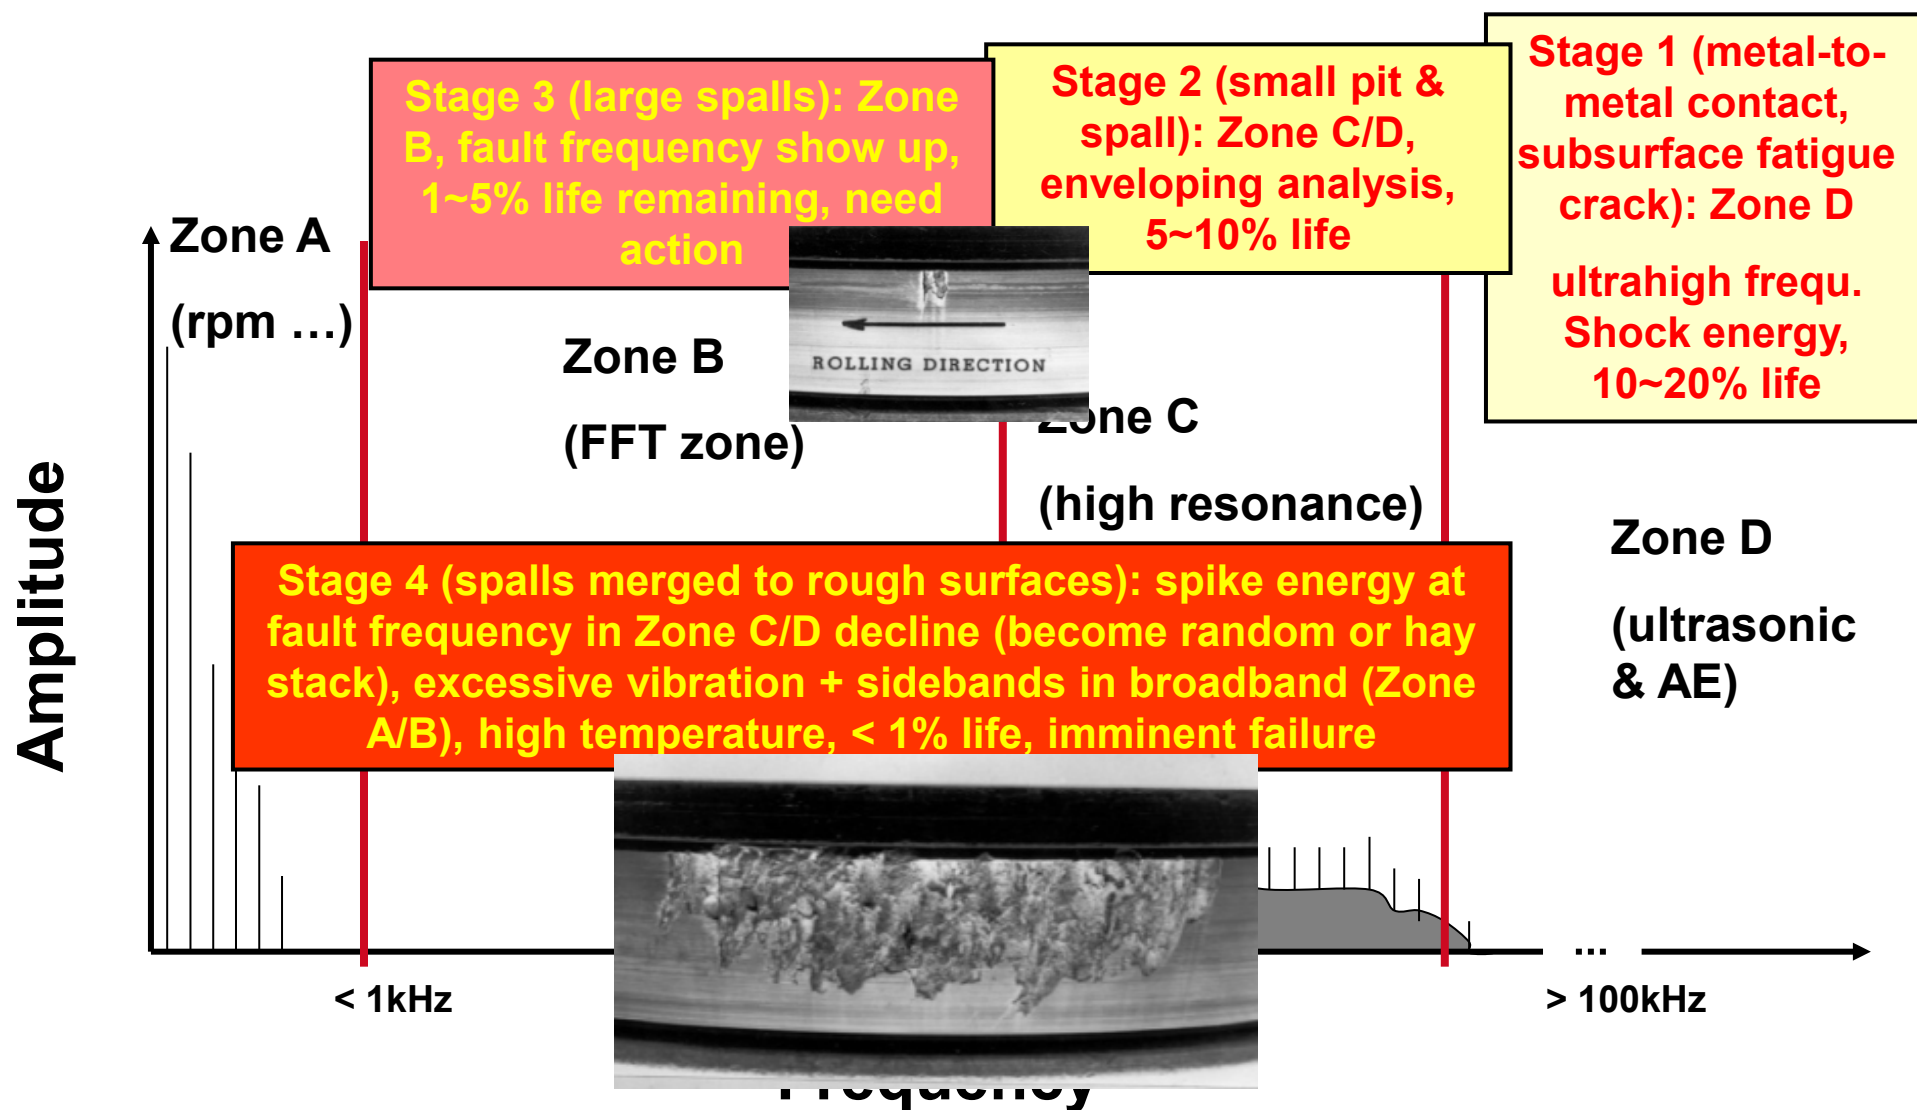 Stage 1 (metal-to-
metal contact,
subsurface fatigue
crack): Zone D
ultrahigh frequ.
Shock energy,
10~20% life
Stage 2 (small pit &
spall): Zone C/D,
enveloping analysis,
5~10% life
Stage 3 (large spalls): Zone
B, fault frequency show up,
1~5% life remaining, need
action
Zone A
(rpm ...)
Zone B
(FFT zone)
ROLLING DIRECTION
Zone C
(high resonance)
Zone D
(ultrasonic
& AE)
Amplitude
Stage 4 (spalls merged to rough surfaces): spike energy at
fault frequency in Zone C/D decline (become random or hay
stack), excessive vibration + sidebands in broadband (Zone
A/B), high temperature, < 1% life, imminent failure
...
< 1kHz
> 100kHz
Frequency